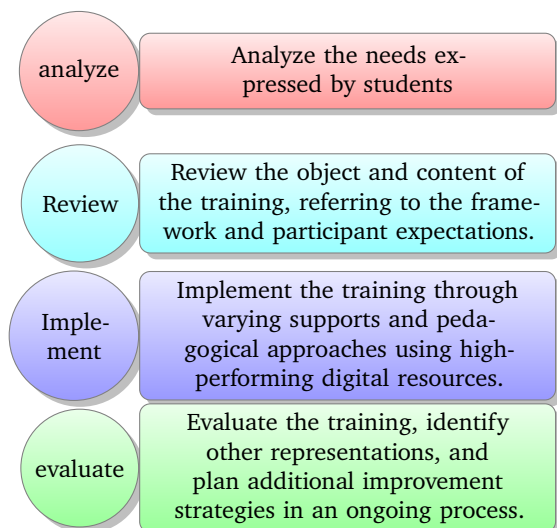 analyze
Analyze the needs ex-
pressed by students
Review
Review the object and content of
the training, referring to the frame-
work and participant expectations.
Imple-
ment
Implement the training through
varying supports and peda-
gogical approaches using high-
performing digital resources.
evaluate
Evaluate the training, identify
other representations, and
plan additional improvement
strategies in an ongoing process.